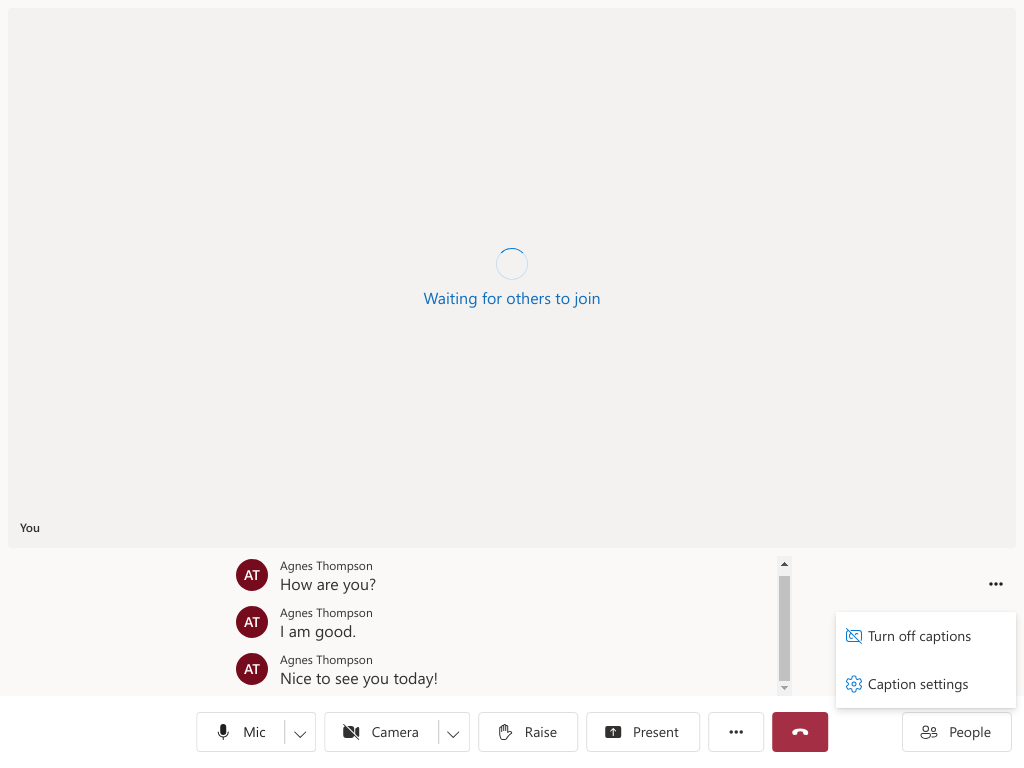 Waiting for others to join
You
AT
Agnes Thompson
How are you?
AT
Agnes Thompson
I am good.
AT
Agnes Thompson
Nice to see you today!
Turn off captions
Caption settings
Mic
Camera
Raise
Present
People